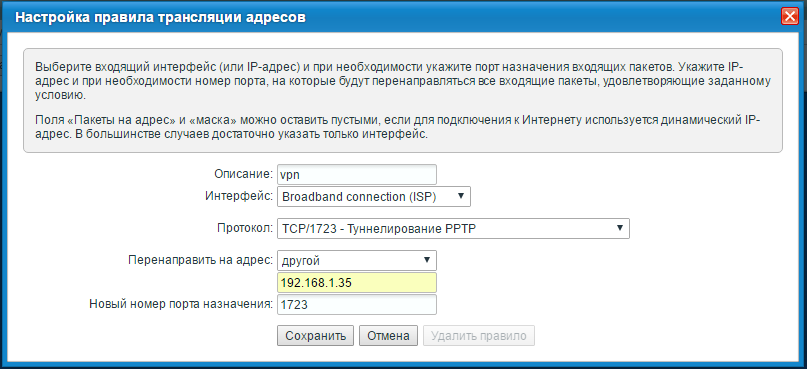 Настройка правила трансляции адресов
Выберите входящий интерфейс (или IP-адрес) и при необходимости укажите порт назначения входящих пакетов. Укажите IP-
адрес и при необходимости номер порта, на которые будут перенаправляться все входящие пакеты, удовлетворяющие заданному
условию.
Поля «Пакеты на адрес» и «маска» можно оставить пустыми, если для подключения к Интернету используется динамический IP-
адрес. В большинстве случаев достаточно указать только интерфейс.
Описание: vpn
Интерфейс: Broadband connection (ISP)
Протокол: TCP/1723 - Туннелирование PPTP
Перенаправить на адрес: другой
192.168.1.35
Новый номер порта назначения: 1723
Сохранить Отмена Удалить правило